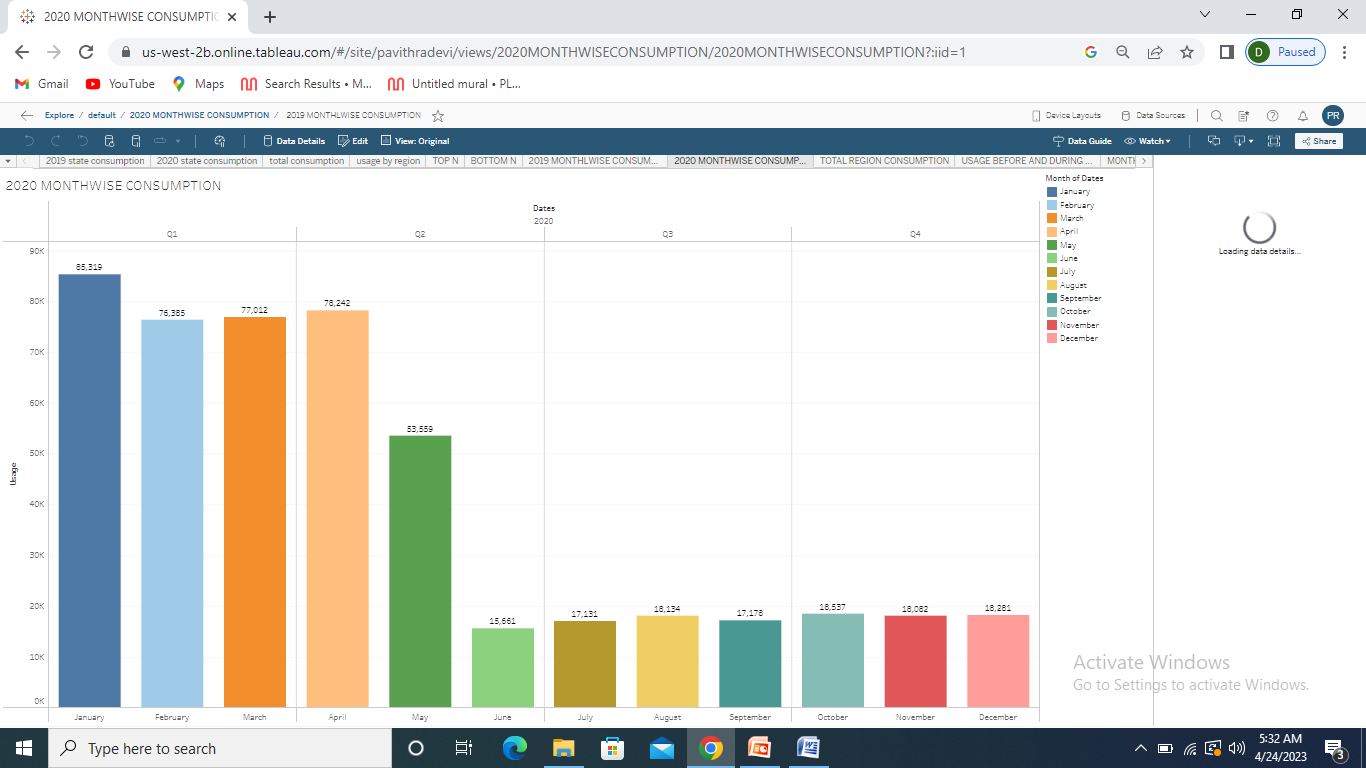 2020 MONTHWISE CONSUMPTIO
us-west-2b.online.tableau.com/#/site/pavithradevi/views/2020MONTHWISECONSUMPTION/2020MONTHWISECONSUMPTION?:iid=1
D Paused
Gmail YouTube Maps Search Results • M... Untitled mural • PL...
Explore / default / 2020 MONTHWISE CONSUMPTION / 2019 MONTHLWISE CONSUMPTION
Device Layouts Data Sources PR
Data Details Edit View: Original Data Guide Watch Share
2019 state consumption 2020 state consumption total consumption usage by region TOP N BOTTOM N 2019 MONTHLWISE CONSUM... 2020 MONTHWISE CONSUMP... TOTAL REGION CONSUMPTION USAGE BEFORE AND DURING ... MONTH
2020 MONTHWISE CONSUMPTION
Dates
2020
Q1 Q2 Q3 Q4
90K
80K
70K
60K
50K
40K
30K
20K
10K
0K
Usage
85,319
76,385
77,012
78,242
53,559
15,661
17,131
18,134
17,178
18,537
18,082
18,281
January February March April May June July August September October November December
Month of Dates
January
February
March
April
May
June
July
August
September
October
November
December
Loading data details...
Activate Windows
Go to Settings to activate Windows.
Type here to search
5:32 AM
4/24/2023
3